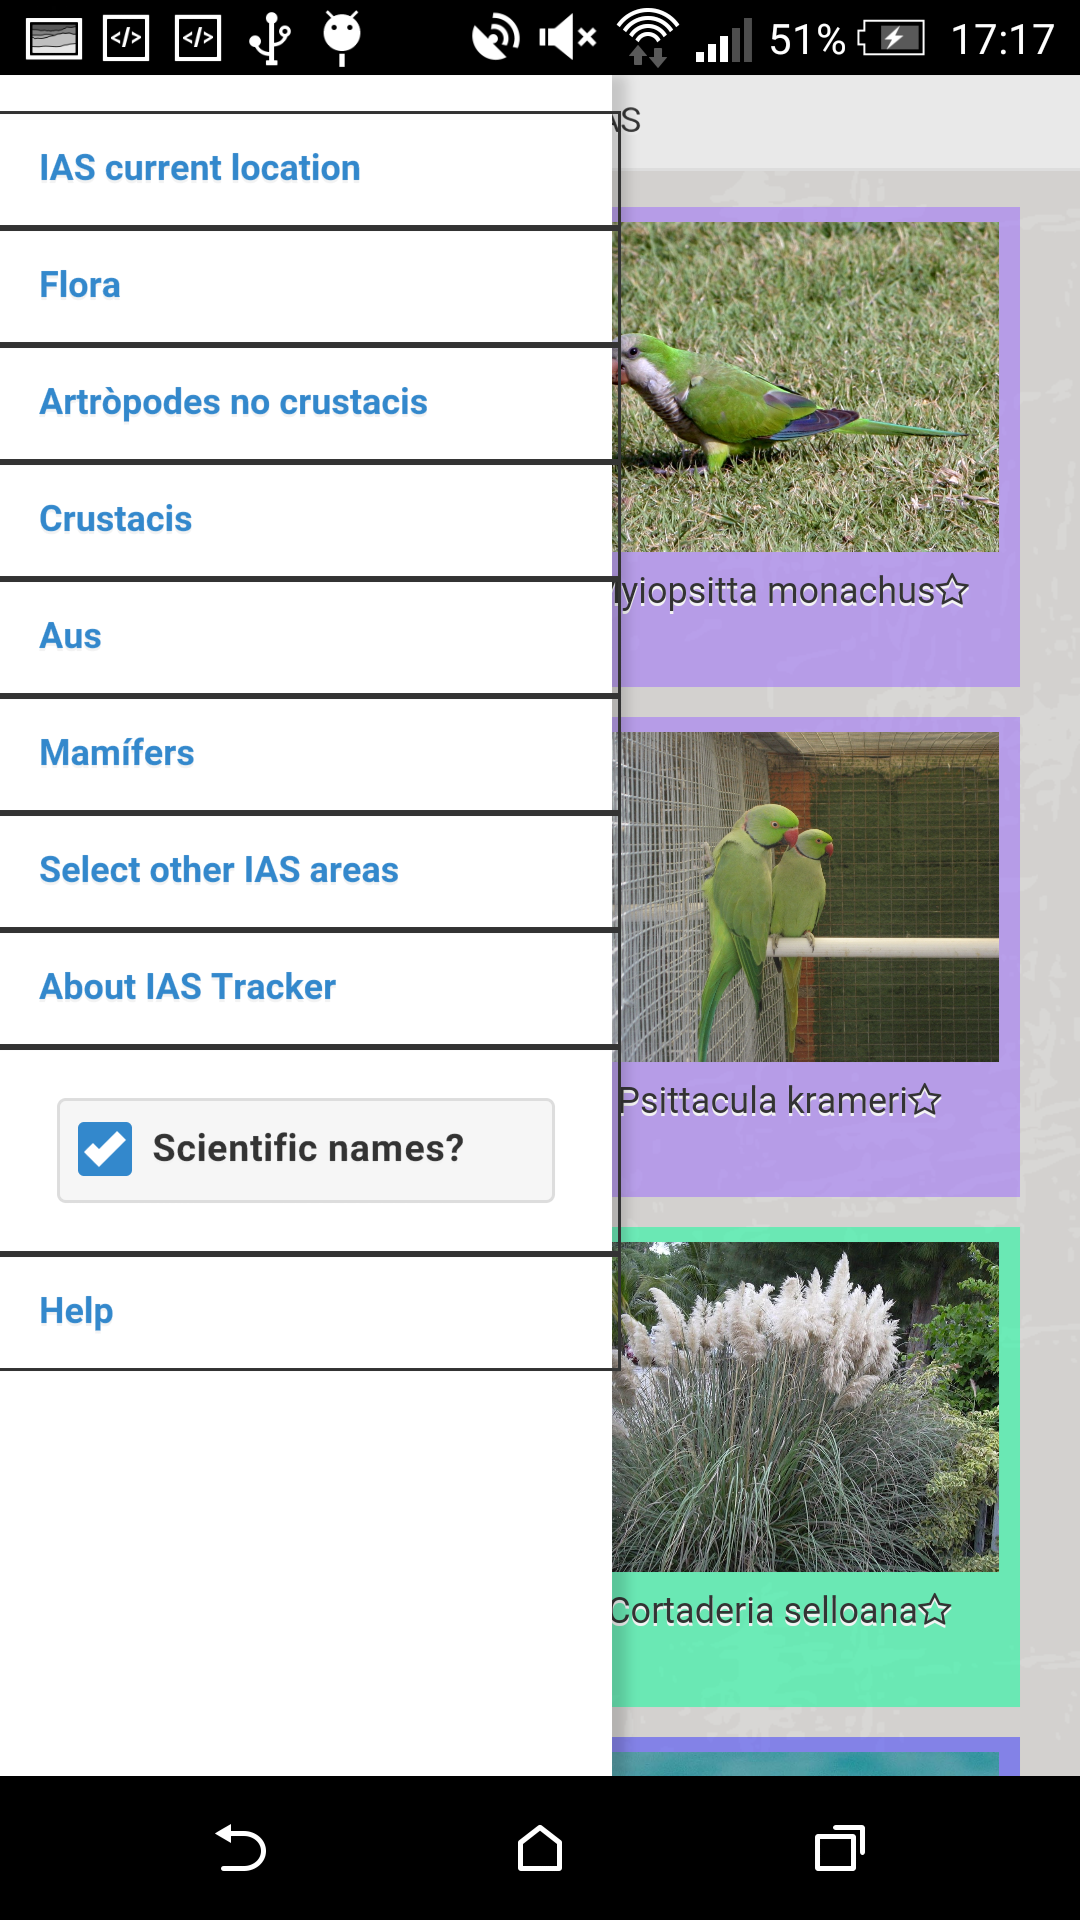 51% 17:17
AS
IAS current location
Flora
Artròpodes no crustacis
Crustacis
Aus
yiopsitta monachus
Mamífers
Select other IAS areas
About IAS Tracker
Psittacula krameri
Scientific names?
Help
Cortaderia selloana